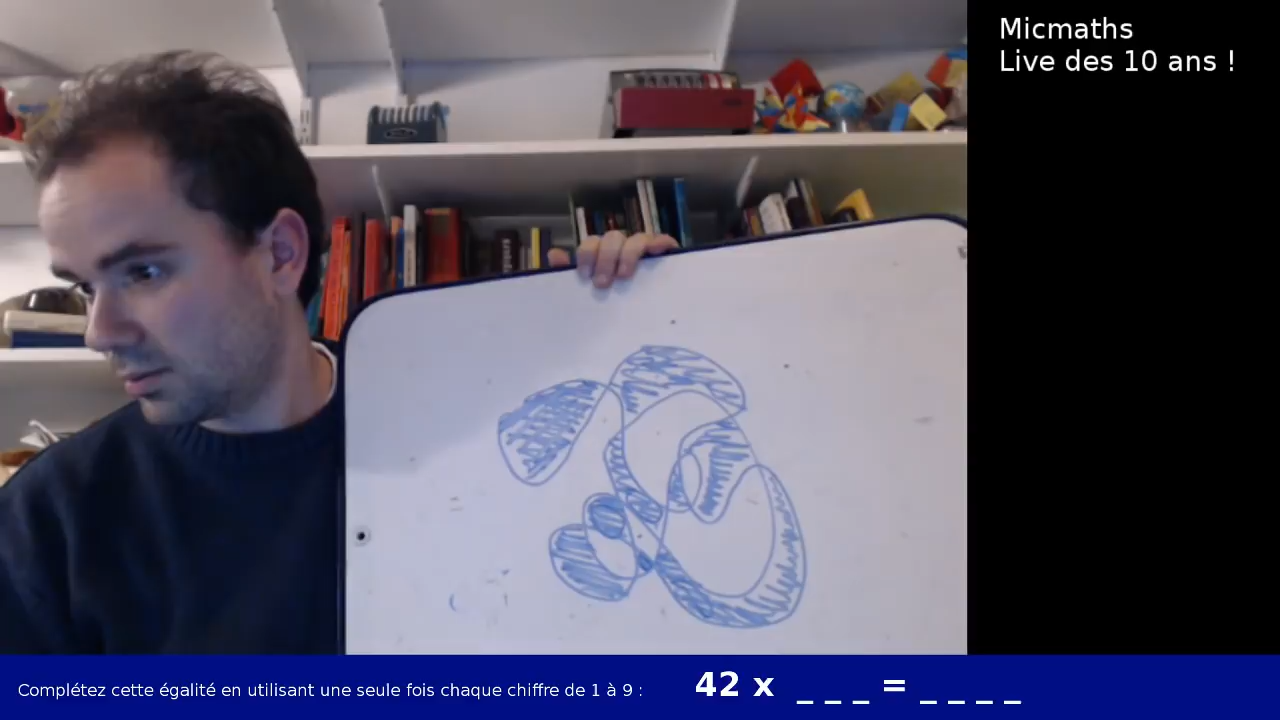 Micmaths
Live des 10 ans !
Complétez cette égalité en utilisant une seule fois chaque chiffre de 1 à 9 :
42 x _ _ _ = _ _ _ _